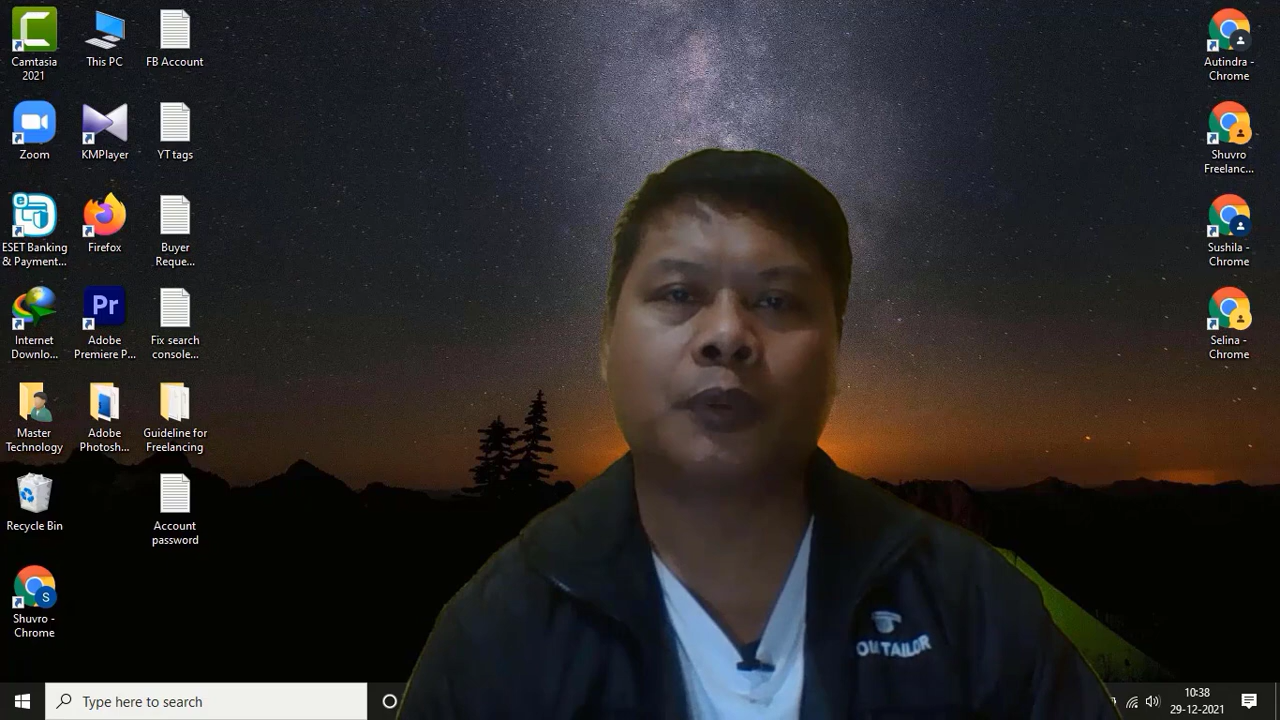 Camtasia
2021
This PC
FB Account
Zoom
KMPlayer
YT tags
ESET Banking
& Payment...
Firefox
Buyer
Reque...
Internet
Downlo...
Pr
Adobe
Premiere P...
Fix search
console...
Master
Technology
Adobe
Photosh...
Guideline for
Freelancing
Recycle Bin
Account
password
S
Shuvro -
Chrome
Autindra -
Chrome
Shuvro
Freelanc...
Sushila -
Chrome
Selina -
Chrome
TAILOR
Type here to search
10:38
29-12-2021